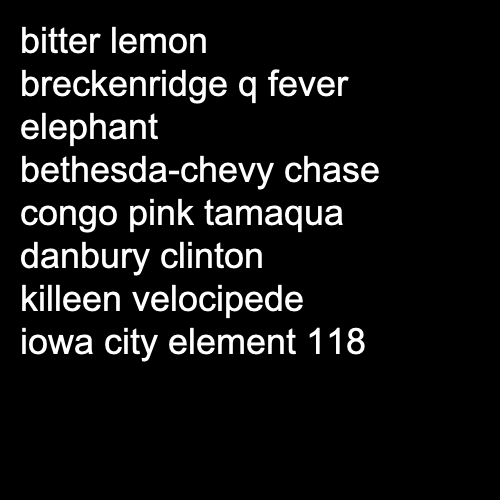 bitter lemon
breckenridge q fever
elephant
bethesda-chevy chase
congo pink tamaqua
danbury clinton
killeen velocipede
iowa city element 118